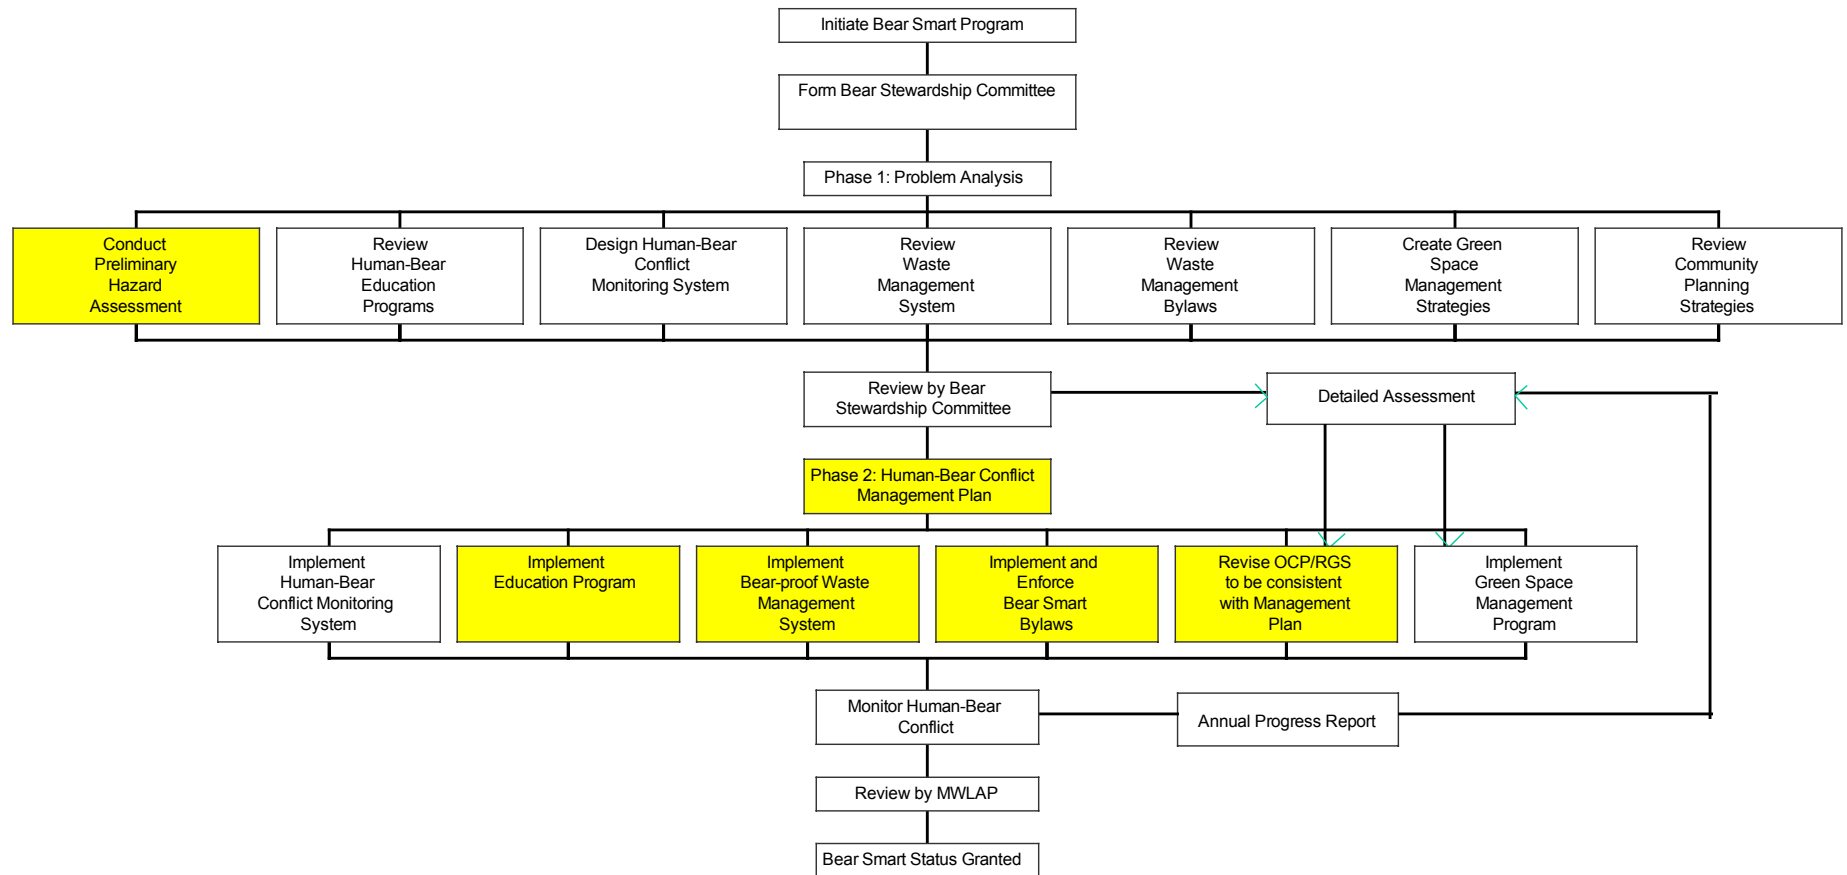 Initiate Bear Smart Program
Form Bear Stewardship Committee
Phase 1: Problem Analysis
Conduct
Preliminary
Hazard
Assessment
Review
Human-Bear
Education
Programs
Design Human-Bear
Conflict
Monitoring System
Review
Waste
Management
System
Review
Waste
Management
Bylaws
Create Green
Space
Management
Strategies
Review
Community
Planning
Strategies
Review by Bear
Stewardship Committee
Detailed Assessment
Phase 2: Human-Bear Conflict
Management Plan
Implement
Human-Bear
Conflict Monitoring
System
Implement
Education Program
Implement
Bear-proof Waste
Management
System
Implement and
Enforce
Bear Smart
Bylaws
Revise OCP/RGS
to be consistent
with Management
Plan
Implement
Green Space
Management
Program
Monitor Human-Bear
Conflict
Annual Progress Report
Review by MWLAP
Bear Smart Status Granted